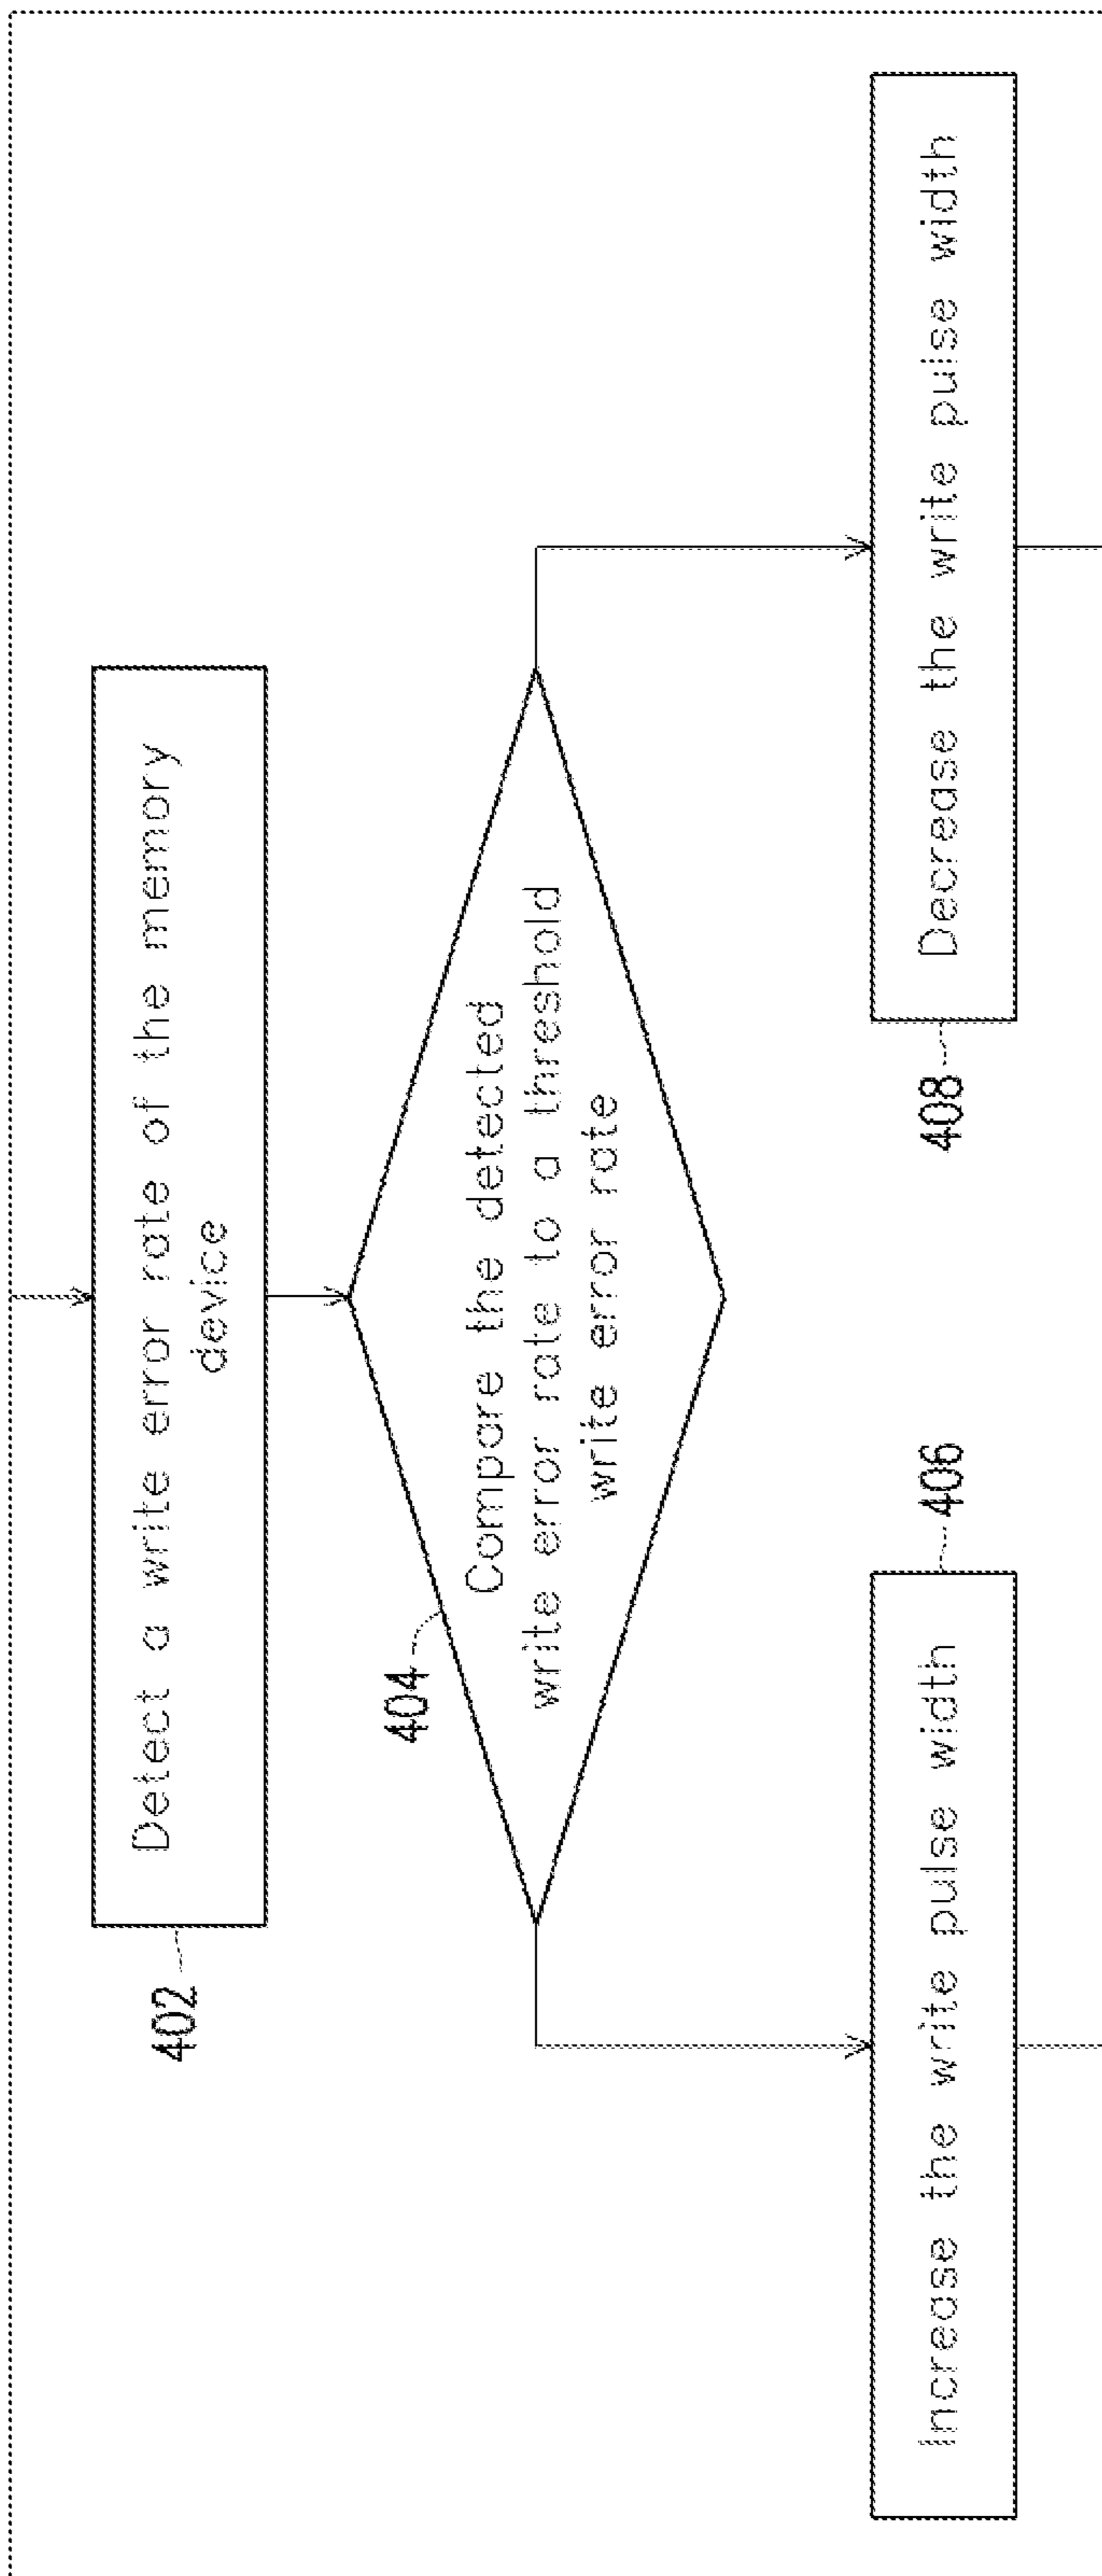 402
Detect a write error rate of the memory
device
404
Compare the detected
write error rate to a threshold
write error rate
406
Increase the write pulse width
408
Decrease the write pulse width